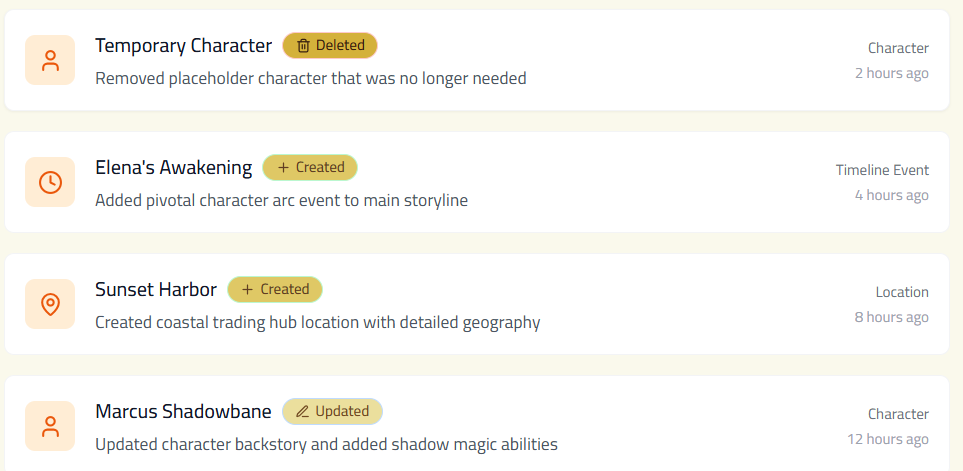 Temporary Character Deleted Character
Removed placeholder character that was no longer needed 2 hours ago
Elena's Awakening Created Timeline Event
Added pivotal character arc event to main storyline 4 hours ago
Sunset Harbor Created Location
Created coastal trading hub location with detailed geography 8 hours ago
Marcus Shadowbane Updated Character
Updated character backstory and added shadow magic abilities 12 hours ago